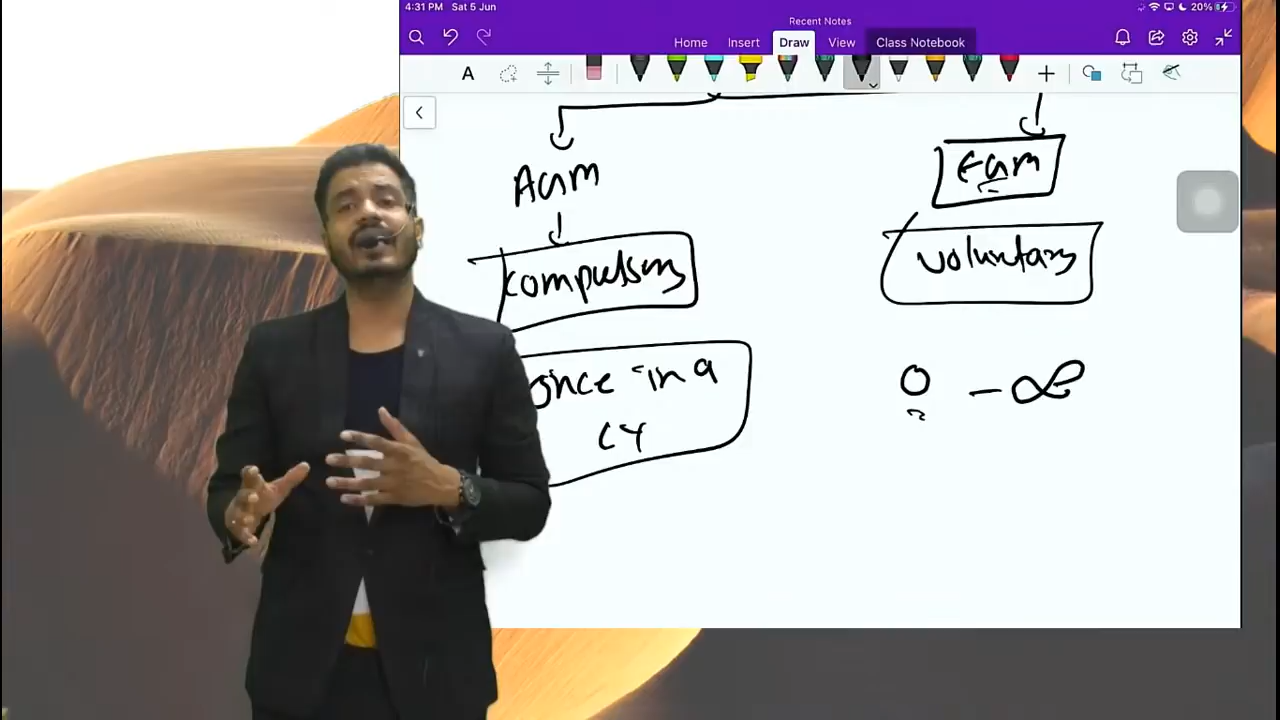 4:31 PM Sat 5 Jun
20%
Recent Notes
Home Insert Draw View Class Notebook
A
AGM
EGM
compulsory
voluntary
once in a
CY
0 - ∞